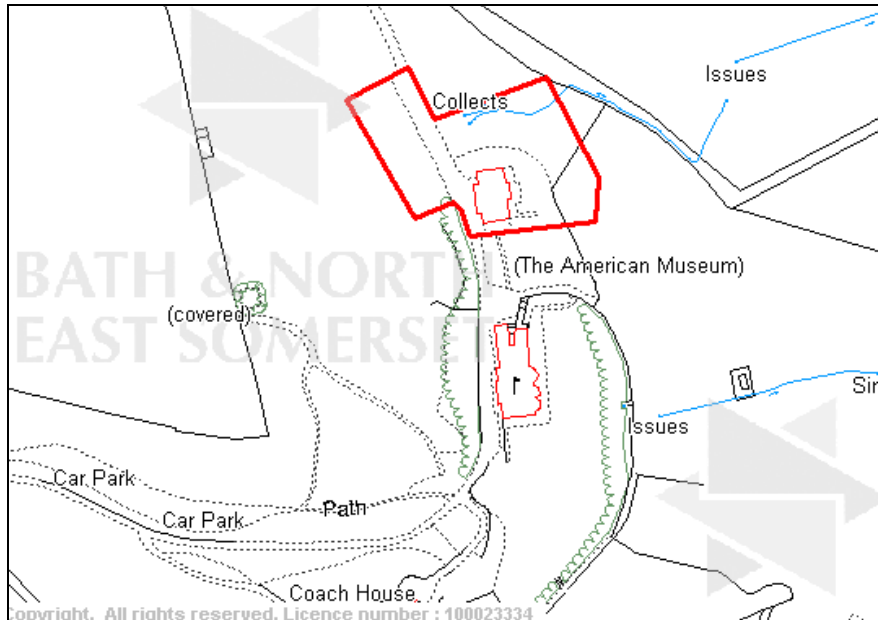 Issues
Collects
BATH & NORTH
(The American Museum)
(covered)
EAST SOMERSET
Issues
Car Park
Car Park
Path
Coach House
Copyright. All rights reserved. Licence number : 100023334